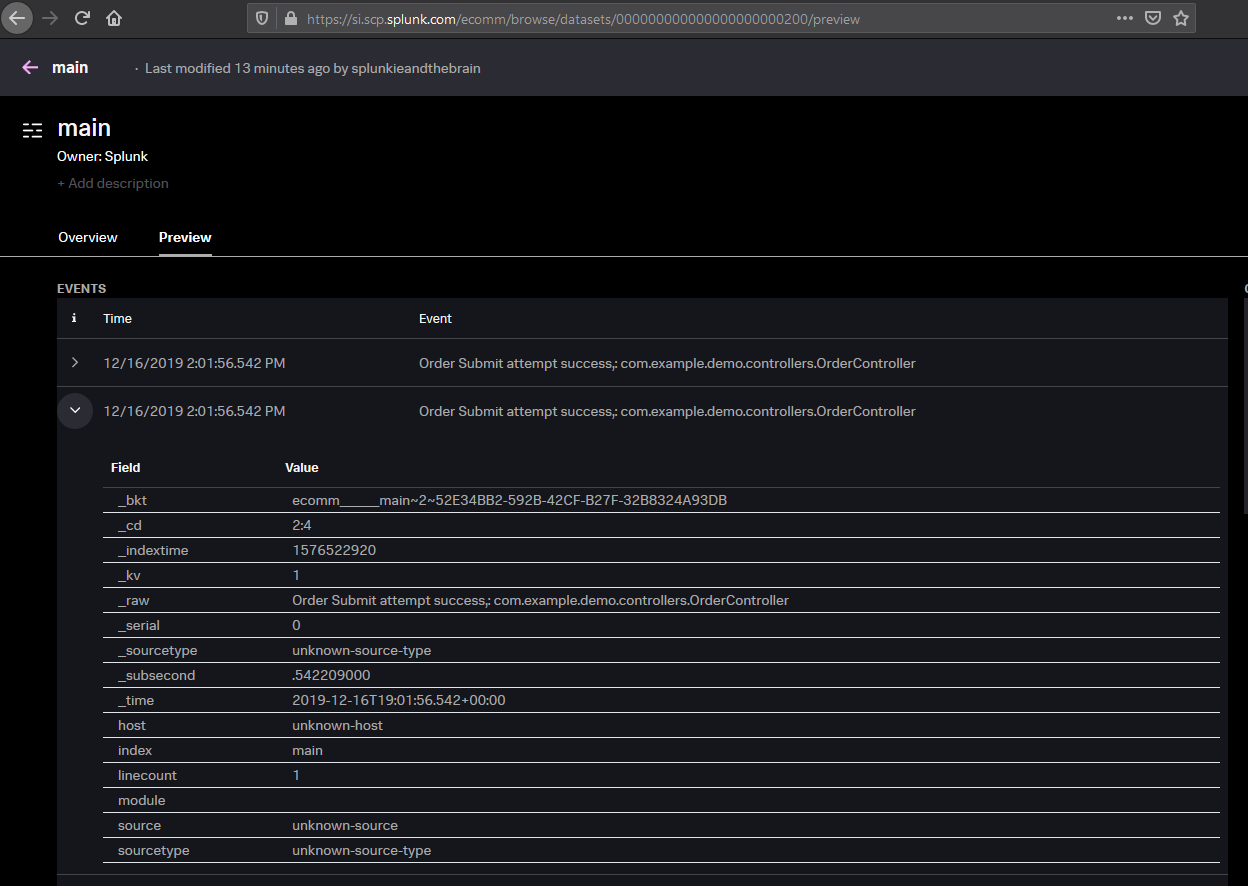 https://si.scp.splunk.com/ecomm/browse/datasets/000000000000000000000200/preview
main · Last modified 13 minutes ago by splunkieandthebrain
main
Owner: Splunk
+ Add description
Overview Preview
EVENTS
i Time Event
12/16/2019 2:01:56.542 PM Order Submit attempt success,: com.example.demo.controllers.OrderController
12/16/2019 2:01:56.542 PM Order Submit attempt success,: com.example.demo.controllers.OrderController
Field Value
_bkt ecomm______main~2~52E34BB2-592B-42CF-B27F-32B8324A93DB
_cd 2:4
_indextime 1576522920
_kv 1
_raw Order Submit attempt success,: com.example.demo.controllers.OrderController
_serial 0
_sourcetype unknown-source-type
_subsecond .542209000
_time 2019-12-16T19:01:56.542+00:00
host unknown-host
index main
linecount 1
module
source unknown-source
sourcetype unknown-source-type